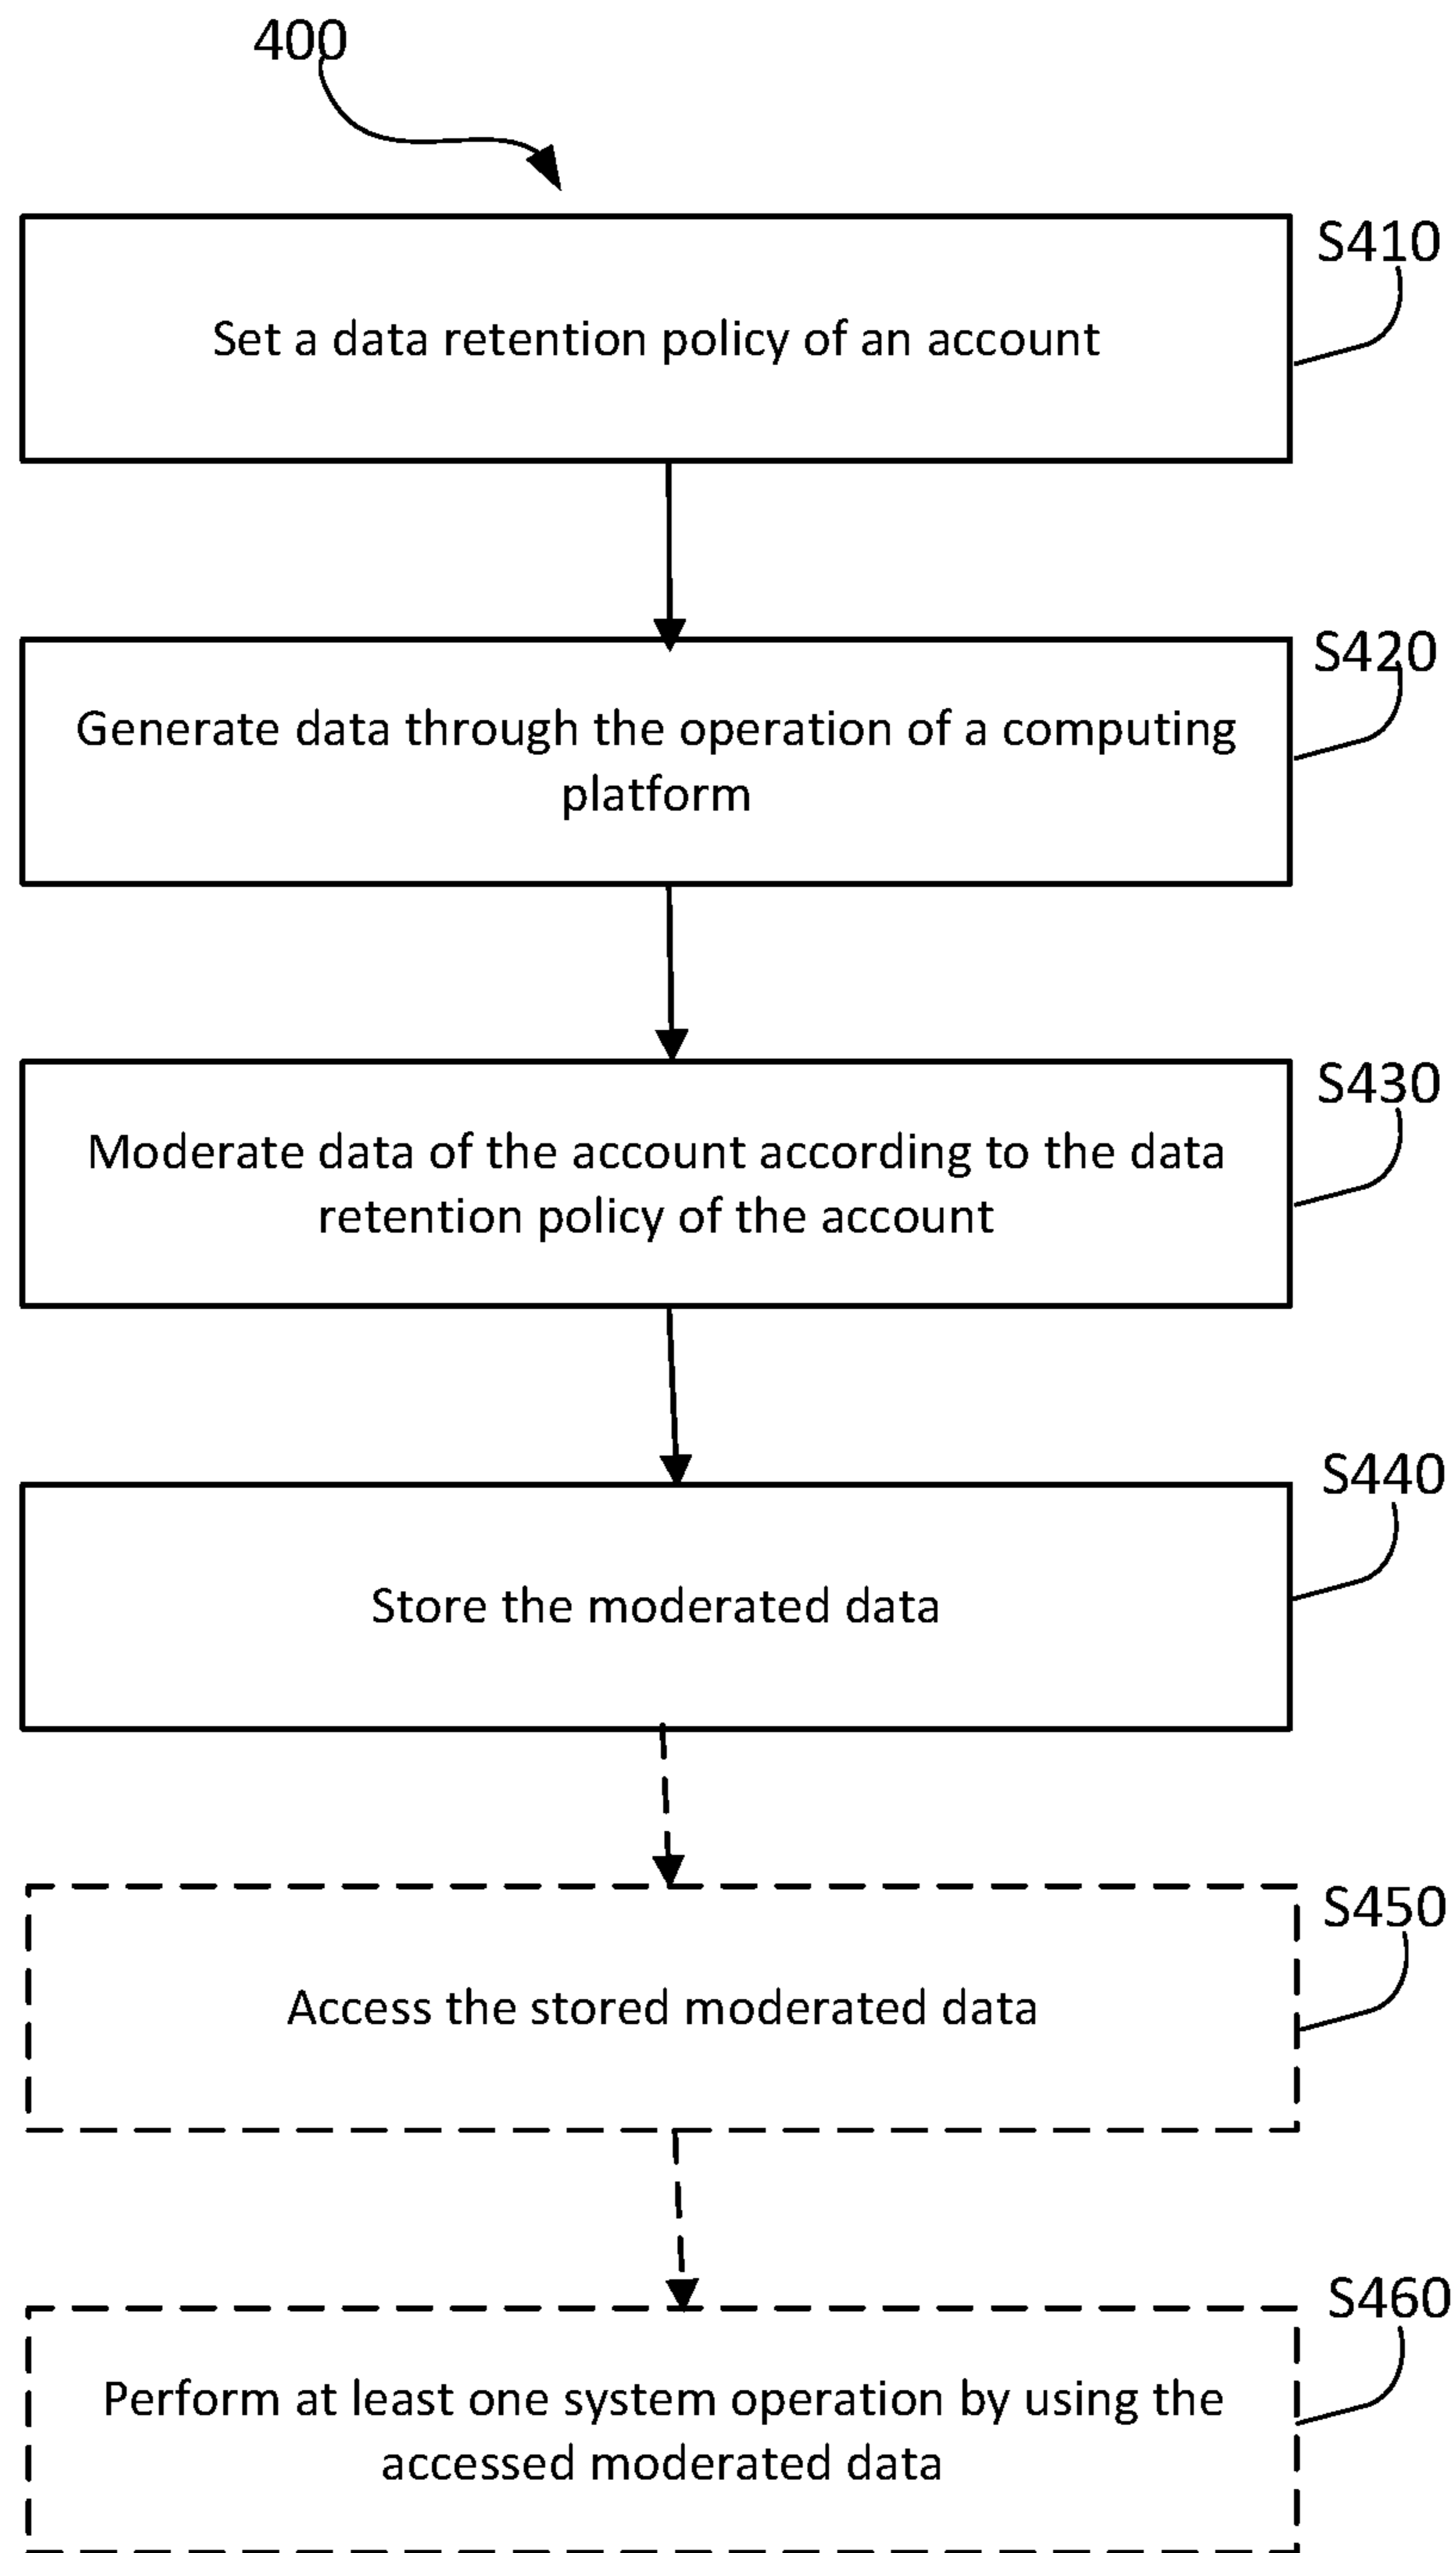 400
S410
Set a data retention policy of an account
S420
Generate data through the operation of a computing
platform
S430
Moderate data of the account according to the data
retention policy of the account
S440
Store the moderated data
S450
Access the stored moderated data
S460
Perform at least one system operation by using the
accessed moderated data